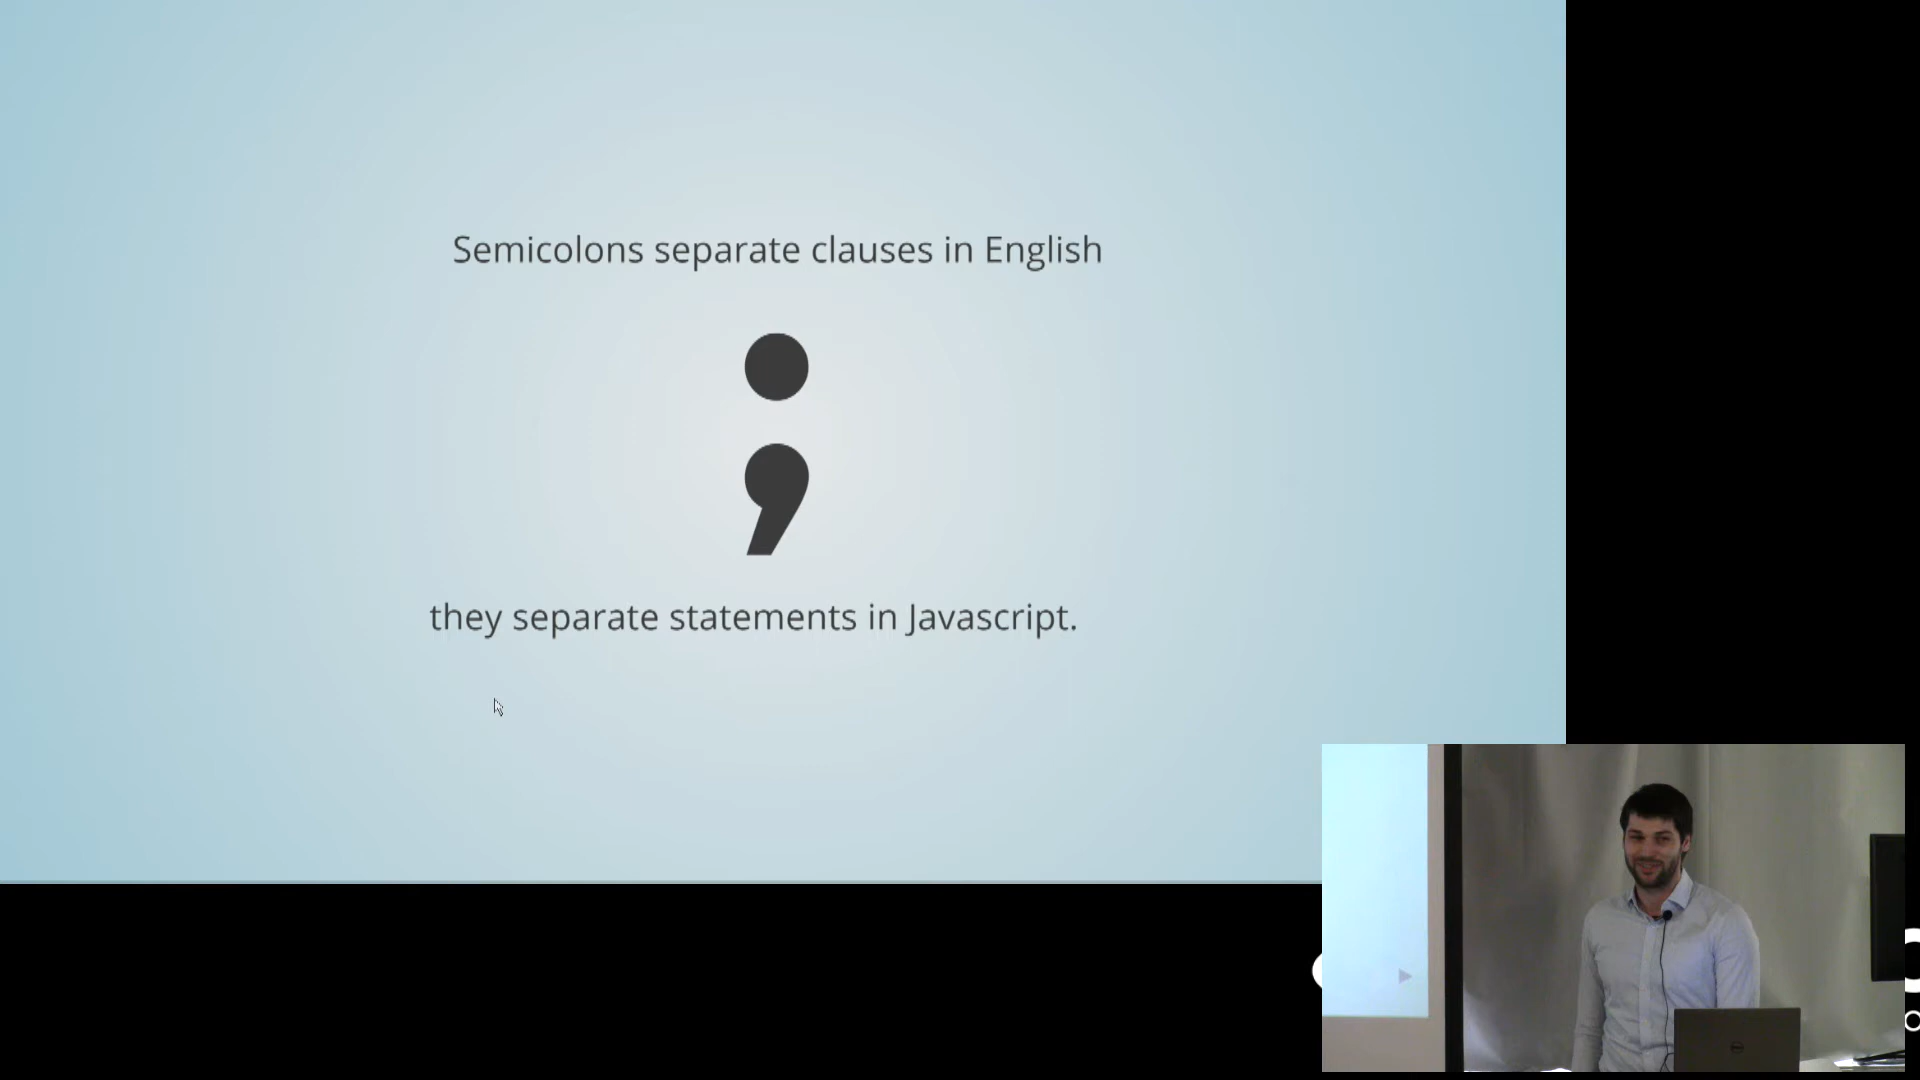 Semicolons separate clauses in English
;
they separate statements in Javascript.